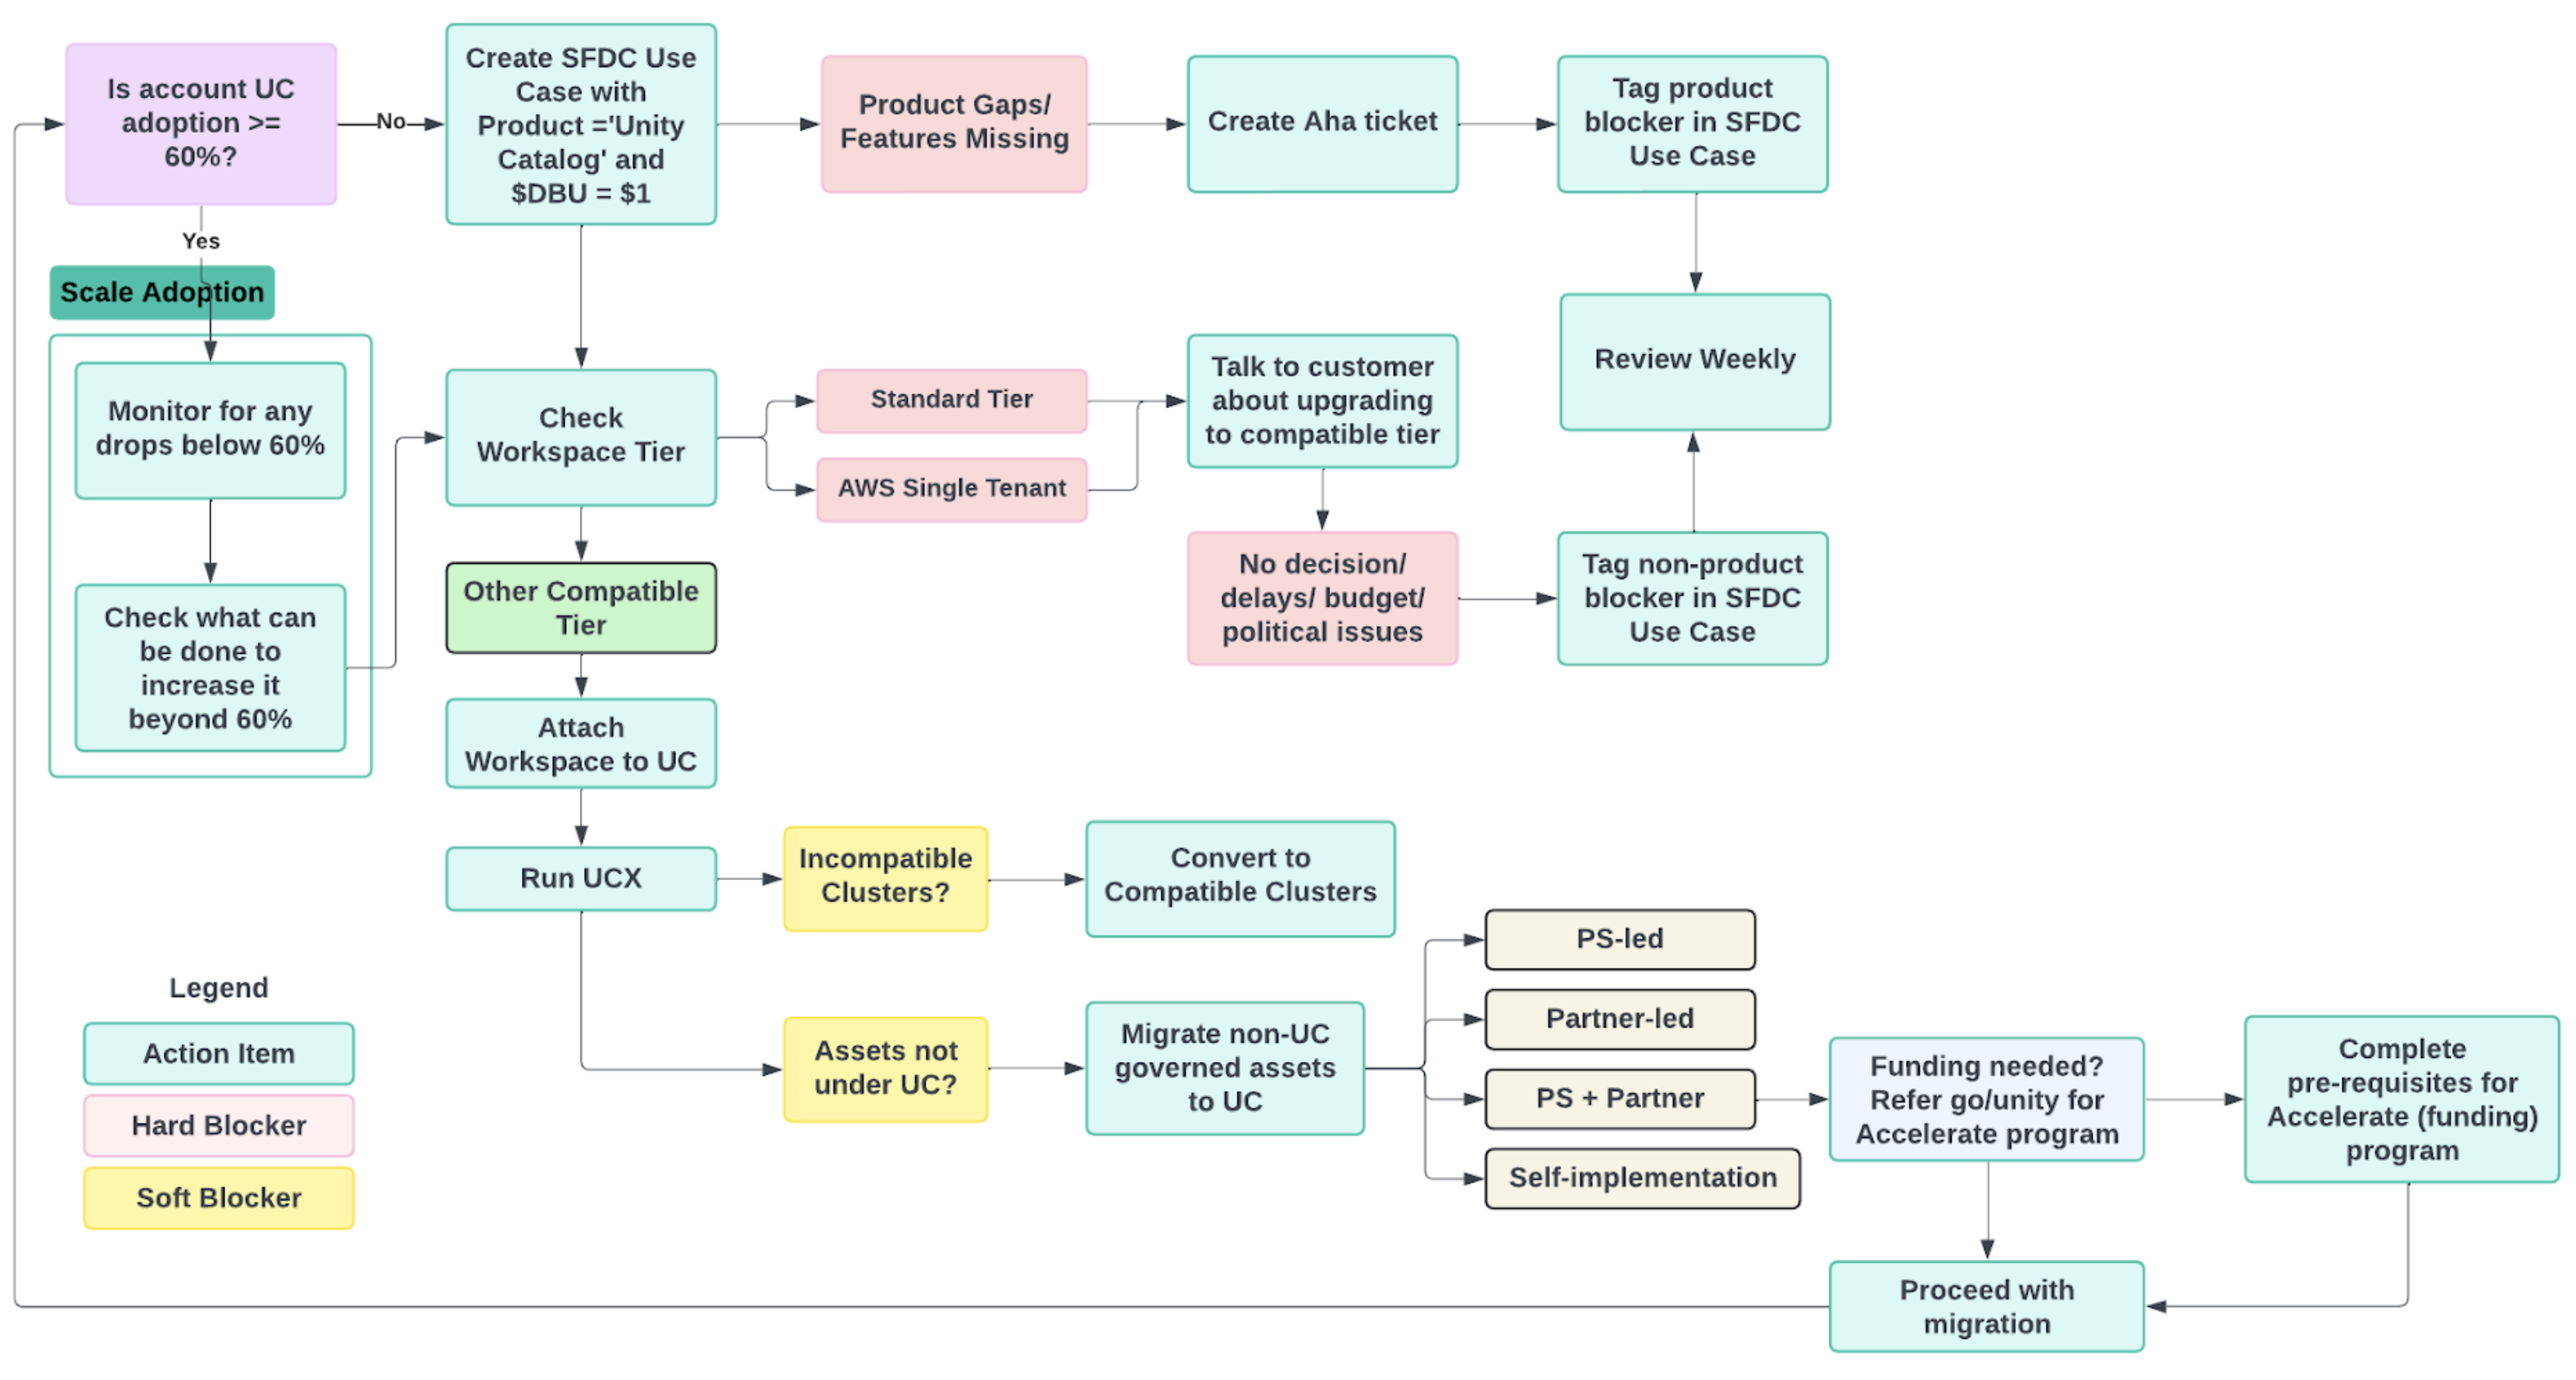 Is account UC
adoption >=
60%?
No
Create SFDC Use
Case with
Product ='Unity
Catalog' and
$DBU = $1
Product Gaps/
Features Missing
Create Aha ticket
Tag product
blocker in SFDC
Use Case
Yes
Scale Adoption
Monitor for any
drops below 60%
Check what can
be done to
increase it
beyond 60%
Check
Workspace Tier
Standard Tier
AWS Single Tenant
Talk to customer
about upgrading
to compatible tier
Review Weekly
No decision/
delays/ budget/
political issues
Tag non-product
blocker in SFDC
Use Case
Other Compatible
Tier
Attach
Workspace to UC
Run UCX
Incompatible
Clusters?
Convert to
Compatible Clusters
Assets not
under UC?
Migrate non-UC
governed assets
to UC
PS-led
Partner-led
PS + Partner
Self-implementation
Funding needed?
Refer go/unity for
Accelerate program
Complete
pre-requisites for
Accelerate (funding)
program
Proceed with
migration
Legend
Action Item
Hard Blocker
Soft Blocker